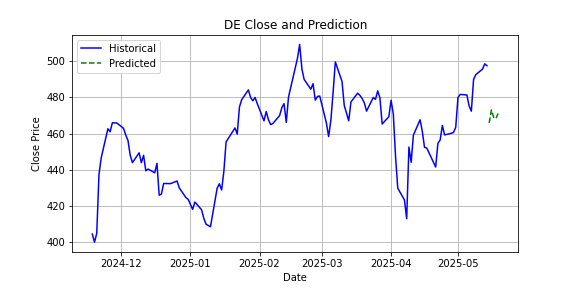 DE Close and Prediction
Historical
Predicted
Close Price
500
480
460
440
420
400
2024-12
2025-01
2025-02
2025-03
2025-04
2025-05
Date